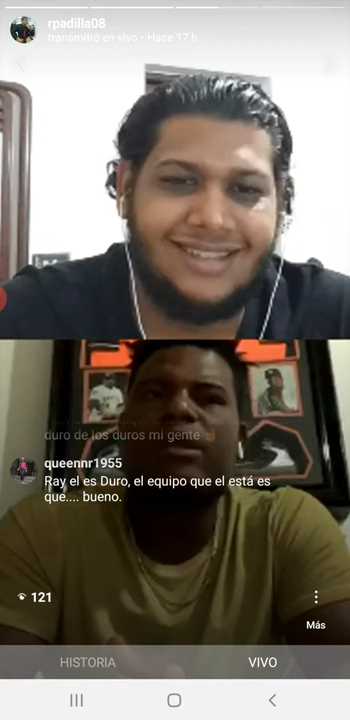 rpadilla08
transmitió en vivo • Hace 17 h
duro de los duros mi gente
queennr1955
Ray el es Duro, el equipo que el está es
que.... bueno.
121
Más
HISTORIA
VIVO